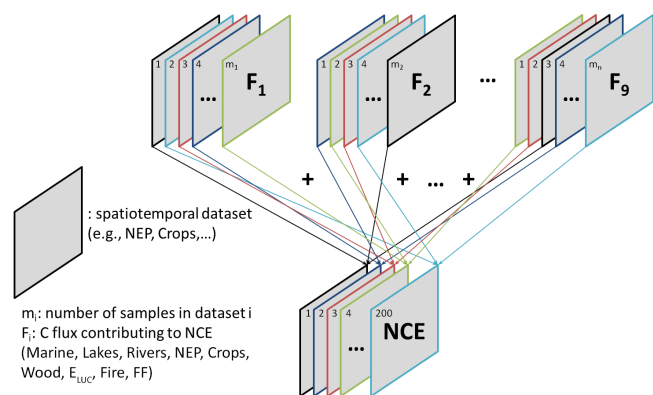 1 2 3 4 ... m1 F1
1 2 3 4 ... m2 F2
...
1 2 3 4 ... mn F9
+ + ... +
: spatiotemporal dataset
(e.g., NEP, Crops,...)
mi: number of samples in dataset i
Fi: C flux contributing to NCE
(Marine, Lakes, Rivers, NEP, Crops,
Wood, ELUC, Fire, FF)
1 2 3 4 ... 200 NCE